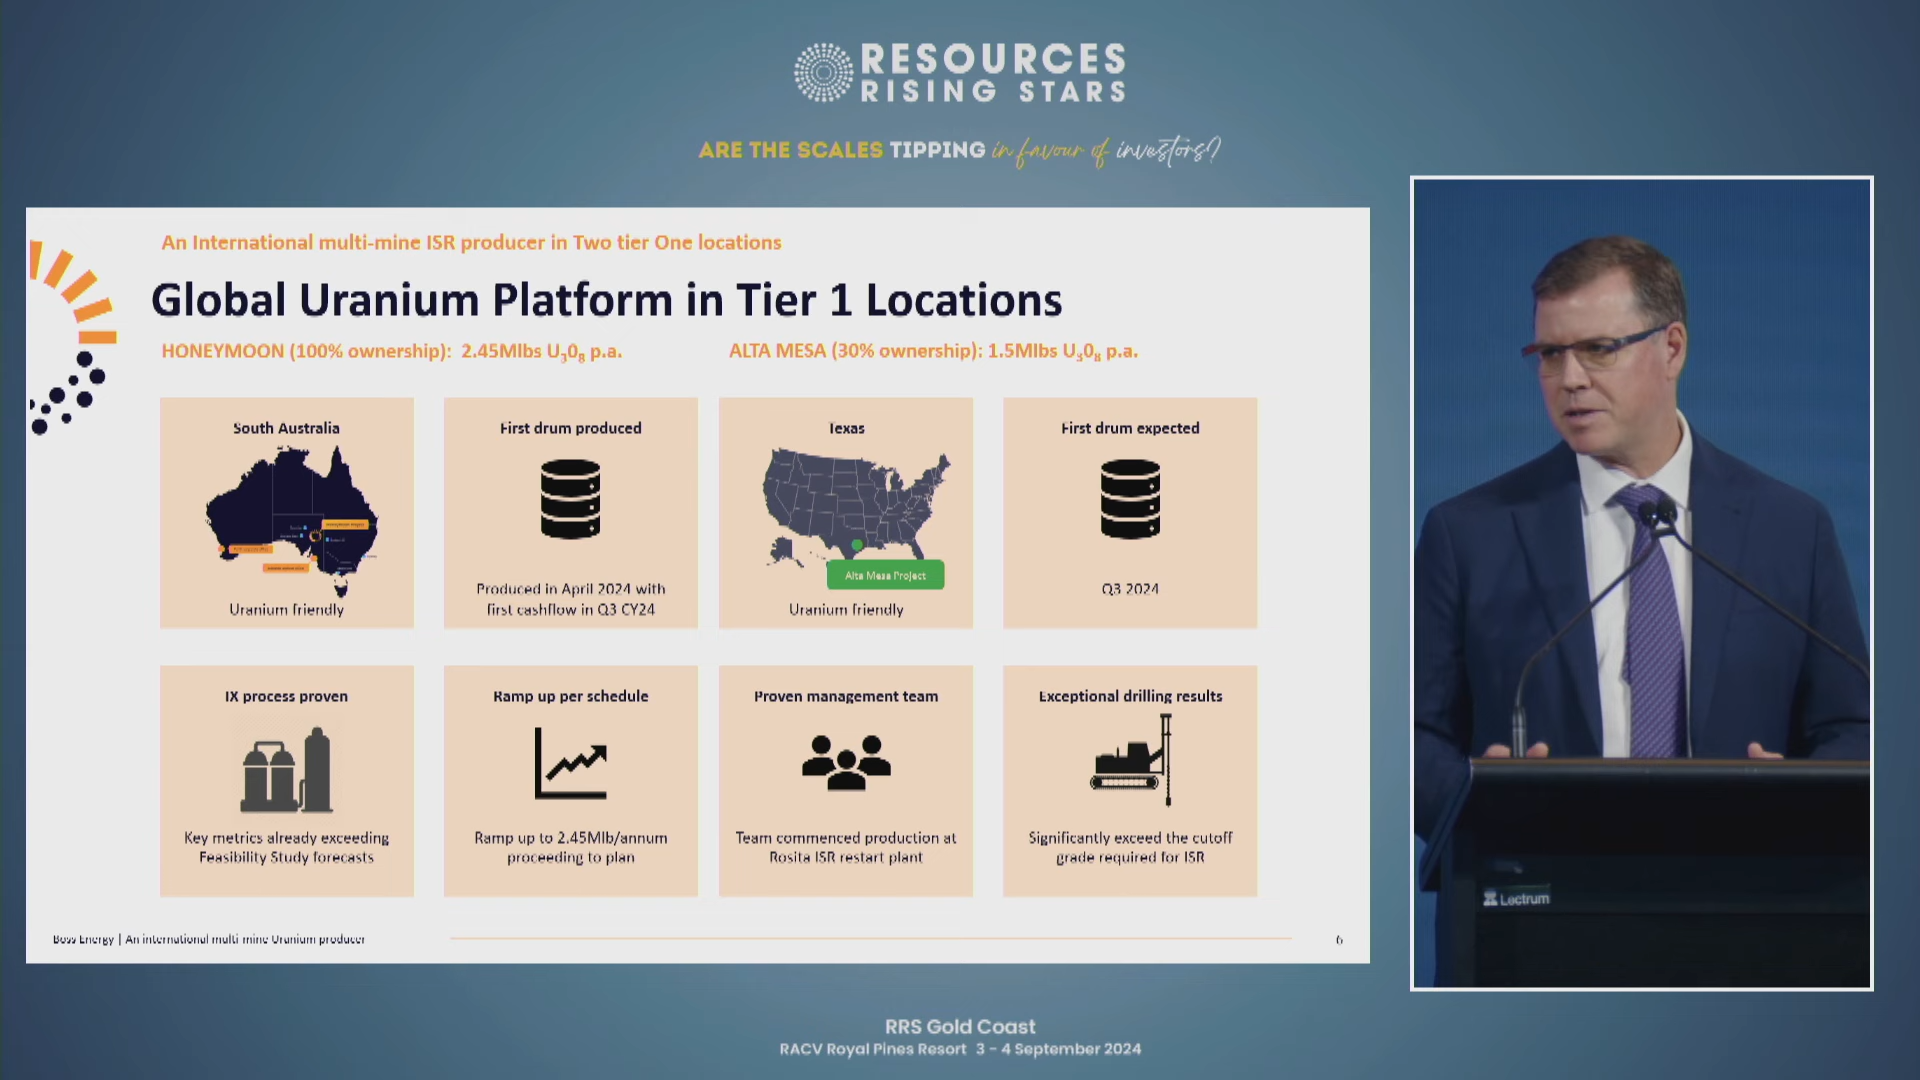 RESOURCES
RISING STARS
ARE THE SCALES TIPPING in favour of investors?
An International multi-mine ISR producer in Two tier One locations
Global Uranium Platform in Tier 1 Locations
HONEYMOON (100% ownership): 2.45Mlbs U₃0₈ p.a.
ALTA MESA (30% ownership): 1.5Mlbs U₃0₈ p.a.
South Australia
Uranium friendly
First drum produced
Produced in April 2024 with
first cashflow in Q3 CY24
Texas
Alta Mesa Project
Uranium friendly
First drum expected
Q3 2024
IX process proven
Key metrics already exceeding
Feasibility Study forecasts
Ramp up per schedule
Ramp up to 2.45Mlb/annum
proceeding to plan
Proven management team
Team commenced production at
Rosita ISR restart plant
Exceptional drilling results
Significantly exceed the cutoff
grade required for ISR
Boss Energy | An international multi mine Uranium producer
6
Lectrum
RRS Gold Coast
RACV Royal Pines Resort 3 - 4 September 2024